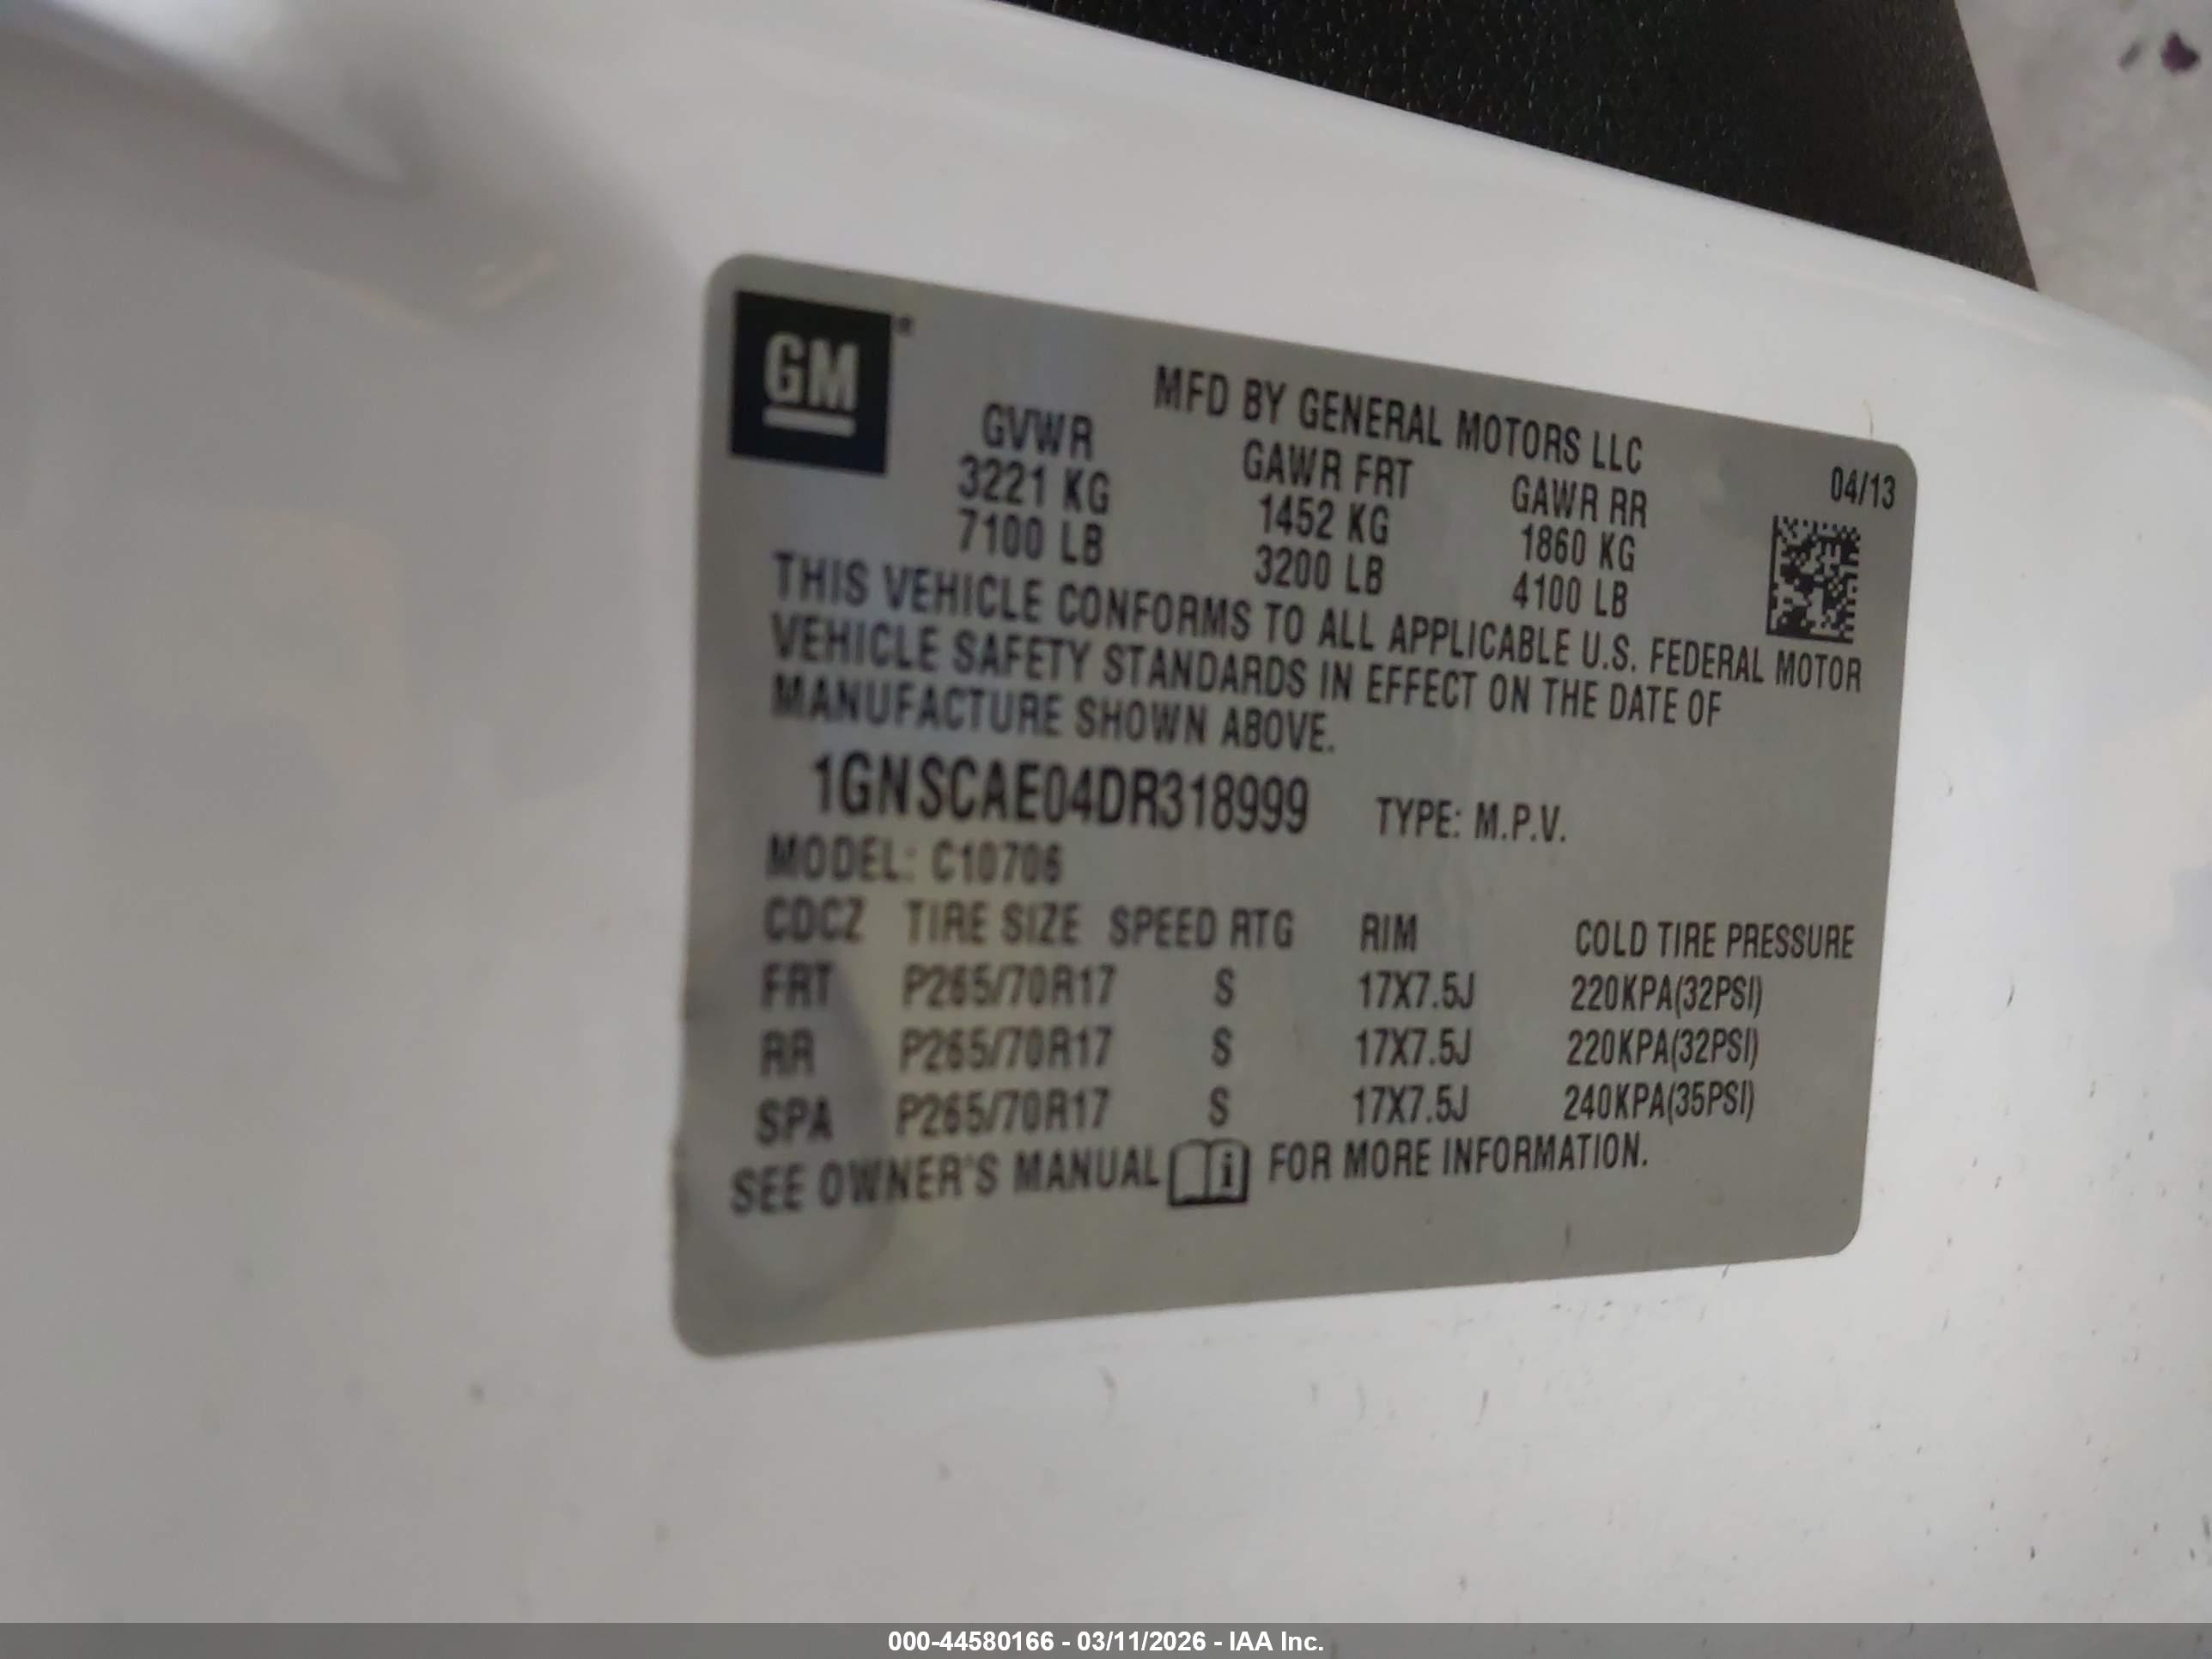 GM®
MFD BY GENERAL MOTORS LLC
04/13
GVWR GAWR FRT GAWR RR
3221 KG 1452 KG 1860 KG
7100 LB 3200 LB 4100 LB
THIS VEHICLE CONFORMS TO ALL APPLICABLE U.S. FEDERAL MOTOR
VEHICLE SAFETY STANDARDS IN EFFECT ON THE DATE OF
MANUFACTURE SHOWN ABOVE.
1GNSCAE04DR318999 TYPE: M.P.V.
MODEL: C10706
CDCZ TIRE SIZE SPEED RTG RIM COLD TIRE PRESSURE
FRT P265/70R17 S 17X7.5J 220KPA(32PSI)
RR P265/70R17 S 17X7.5J 220KPA(32PSI)
SPA P265/70R17 S 17X7.5J 240KPA(35PSI)
SEE OWNER'S MANUAL i FOR MORE INFORMATION.
000-44580166 - 03/11/2026 - IAA Inc.